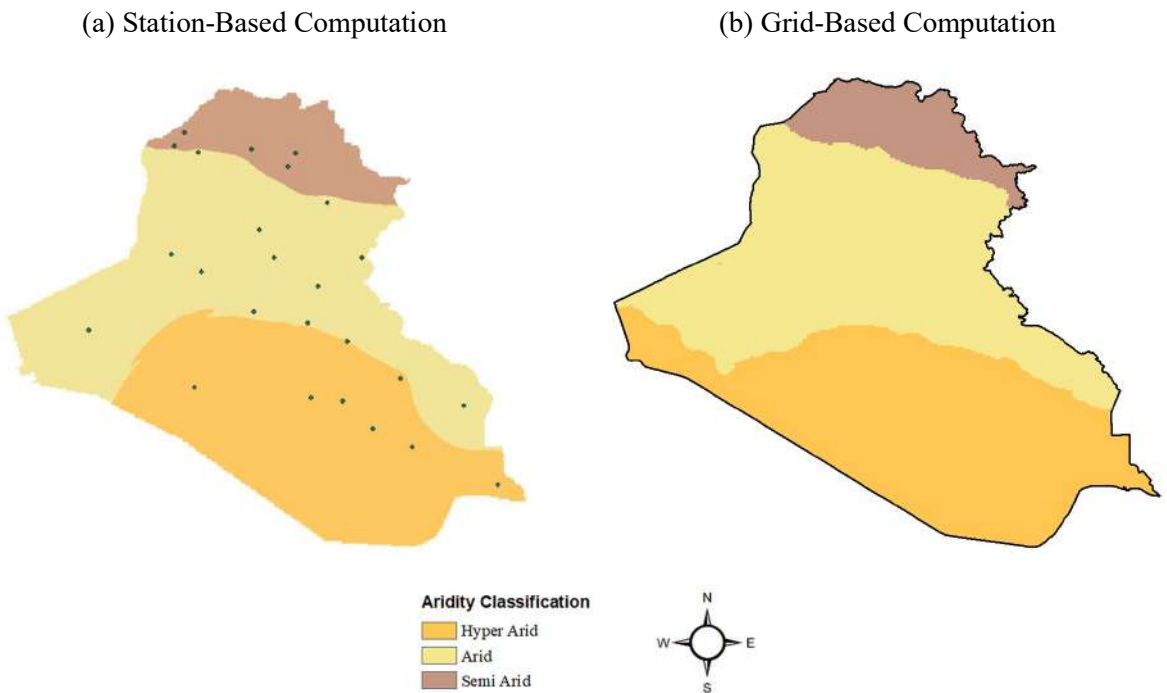 (a) Station-Based Computation
(b) Grid-Based Computation
Aridity Classification
Hyper Arid
Arid
Semi Arid
N
W E
S